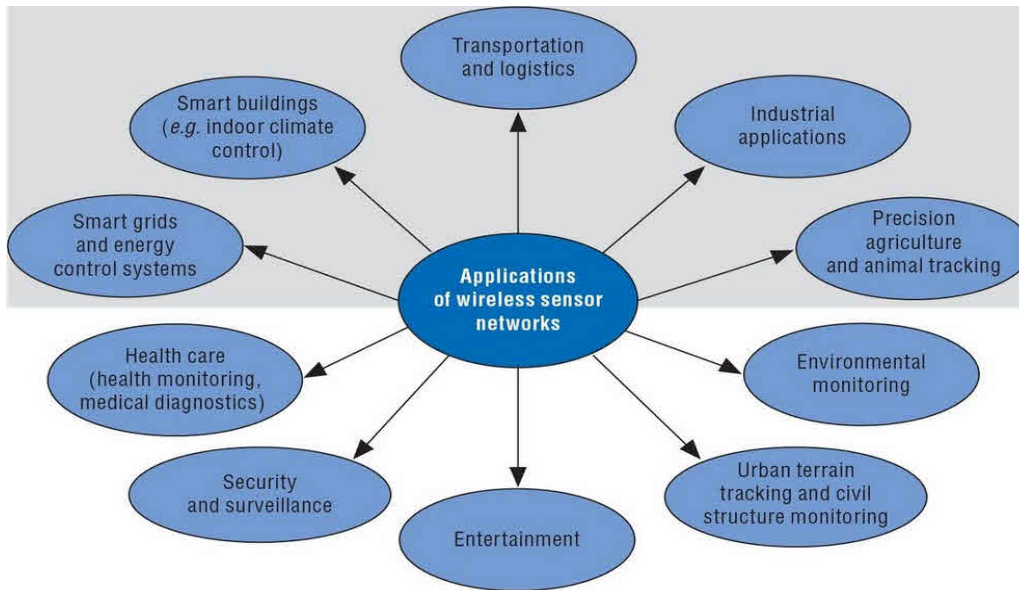 Transportation
and logistics
Smart buildings
(e.g. indoor climate
control)
Industrial
applications
Smart grids
and energy
control systems
Precision
agriculture
and animal tracking
Applications
of wireless sensor
networks
Health care
(health monitoring,
medical diagnostics)
Environmental
monitoring
Security
and surveillance
Urban terrain
tracking and civil
structure monitoring
Entertainment